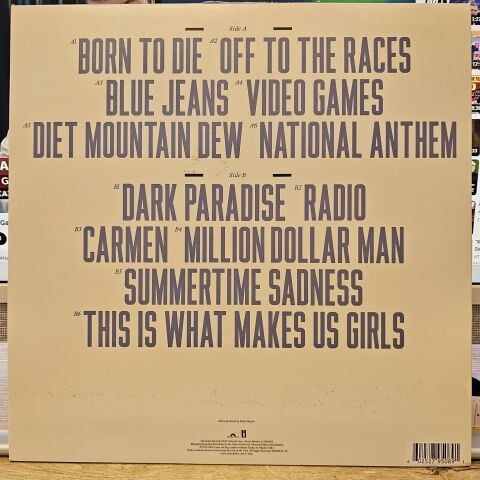 Side A
A1 BORN TO DIE A2 OFF TO THE RACES
A3 BLUE JEANS A4 VIDEO GAMES
A5 DIET MOUNTAIN DEW A6 NATIONAL ANTHEM
Side B
B1 DARK PARADISE B2 RADIO
B3 CARMEN B4 MILLION DOLLAR MAN
B5 SUMMERTIME SADNESS
B6 THIS IS WHAT MAKES US GIRLS